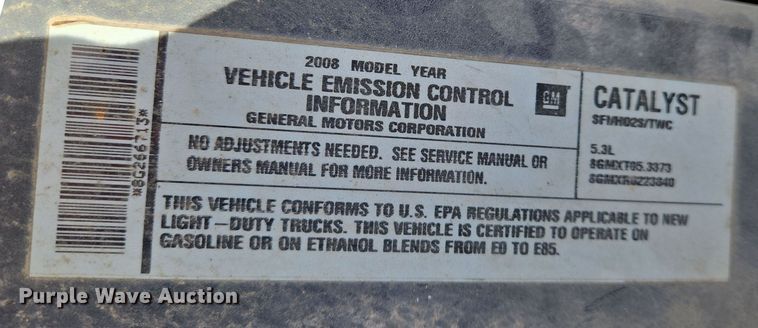 *8G266713*
2008 MODEL YEAR
VEHICLE EMISSION CONTROL
INFORMATION
GENERAL MOTORS CORPORATION
GM
CATALYST
SFI/HO2S/TWC
NO ADJUSTMENTS NEEDED. SEE SERVICE MANUAL OR
OWNERS MANUAL FOR MORE INFORMATION.
5.3L
8GMXT05.3373
THIS VEHICLE CONFORMS TO U.S. EPA REGULATIONS APPLICABLE TO NEW
LIGHT-DUTY TRUCKS. THIS VEHICLE IS CERTIFIED TO OPERATE ON
GASOLINE OR ON ETHANOL BLENDS FROM E0 TO E85.
Purple Wave Auction